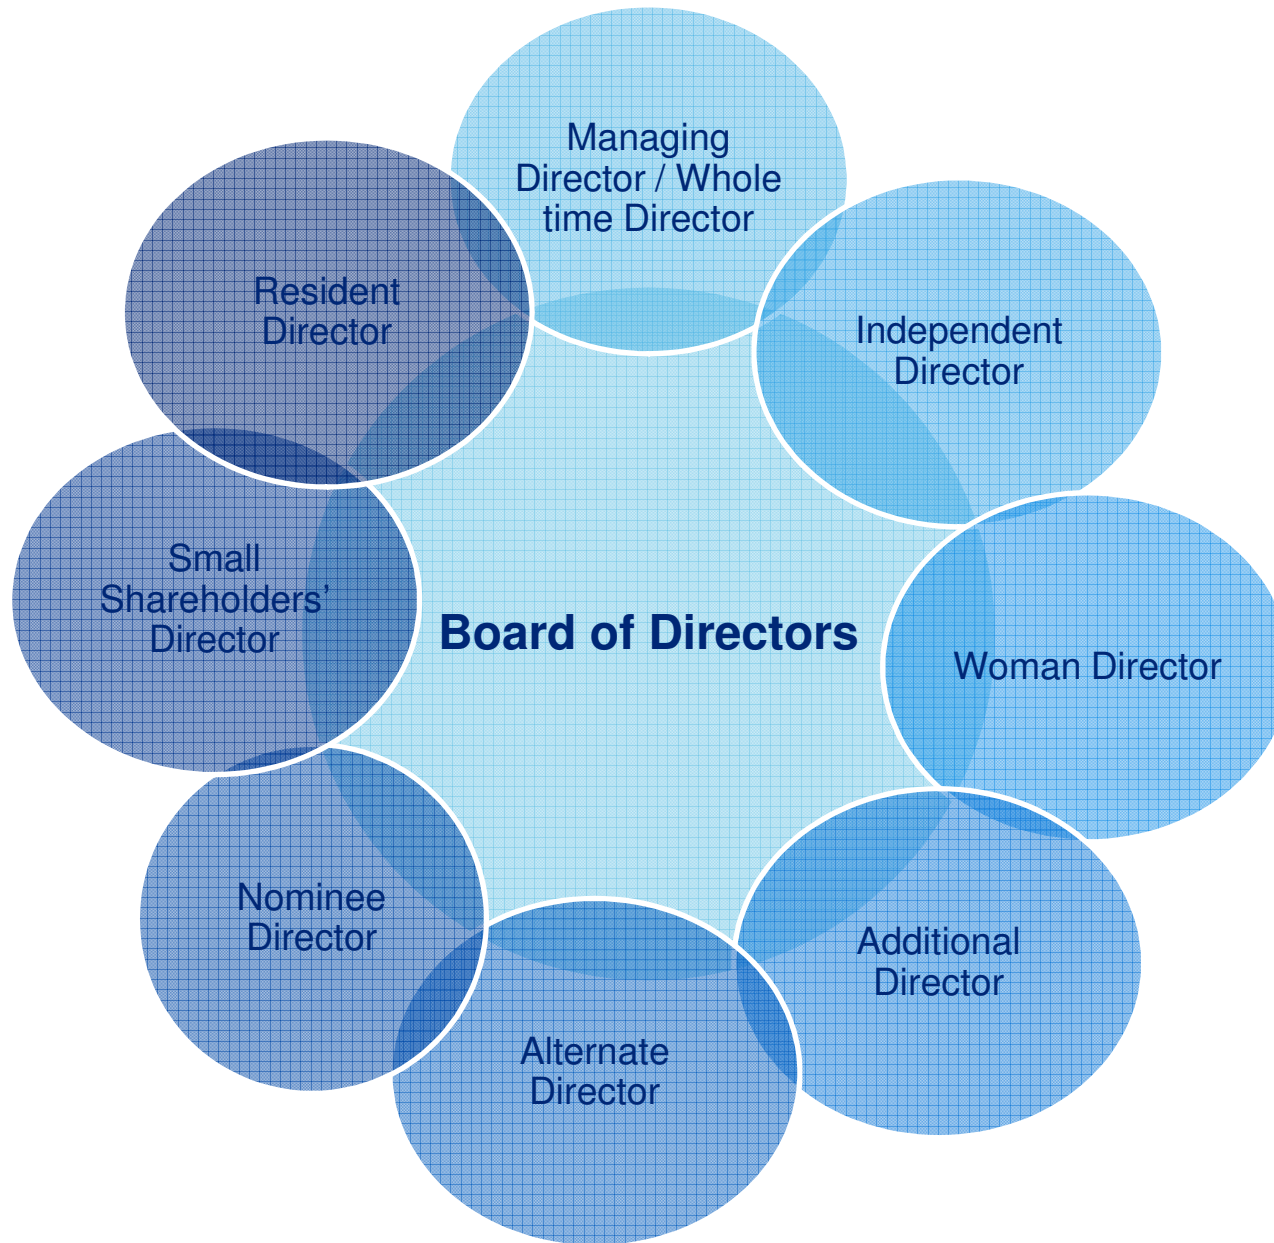 Managing
Director / Whole
time Director
Resident
Director
Independent
Director
Small
Shareholders’
Director
Board of Directors
Woman Director
Nominee
Director
Additional
Director
Alternate
Director